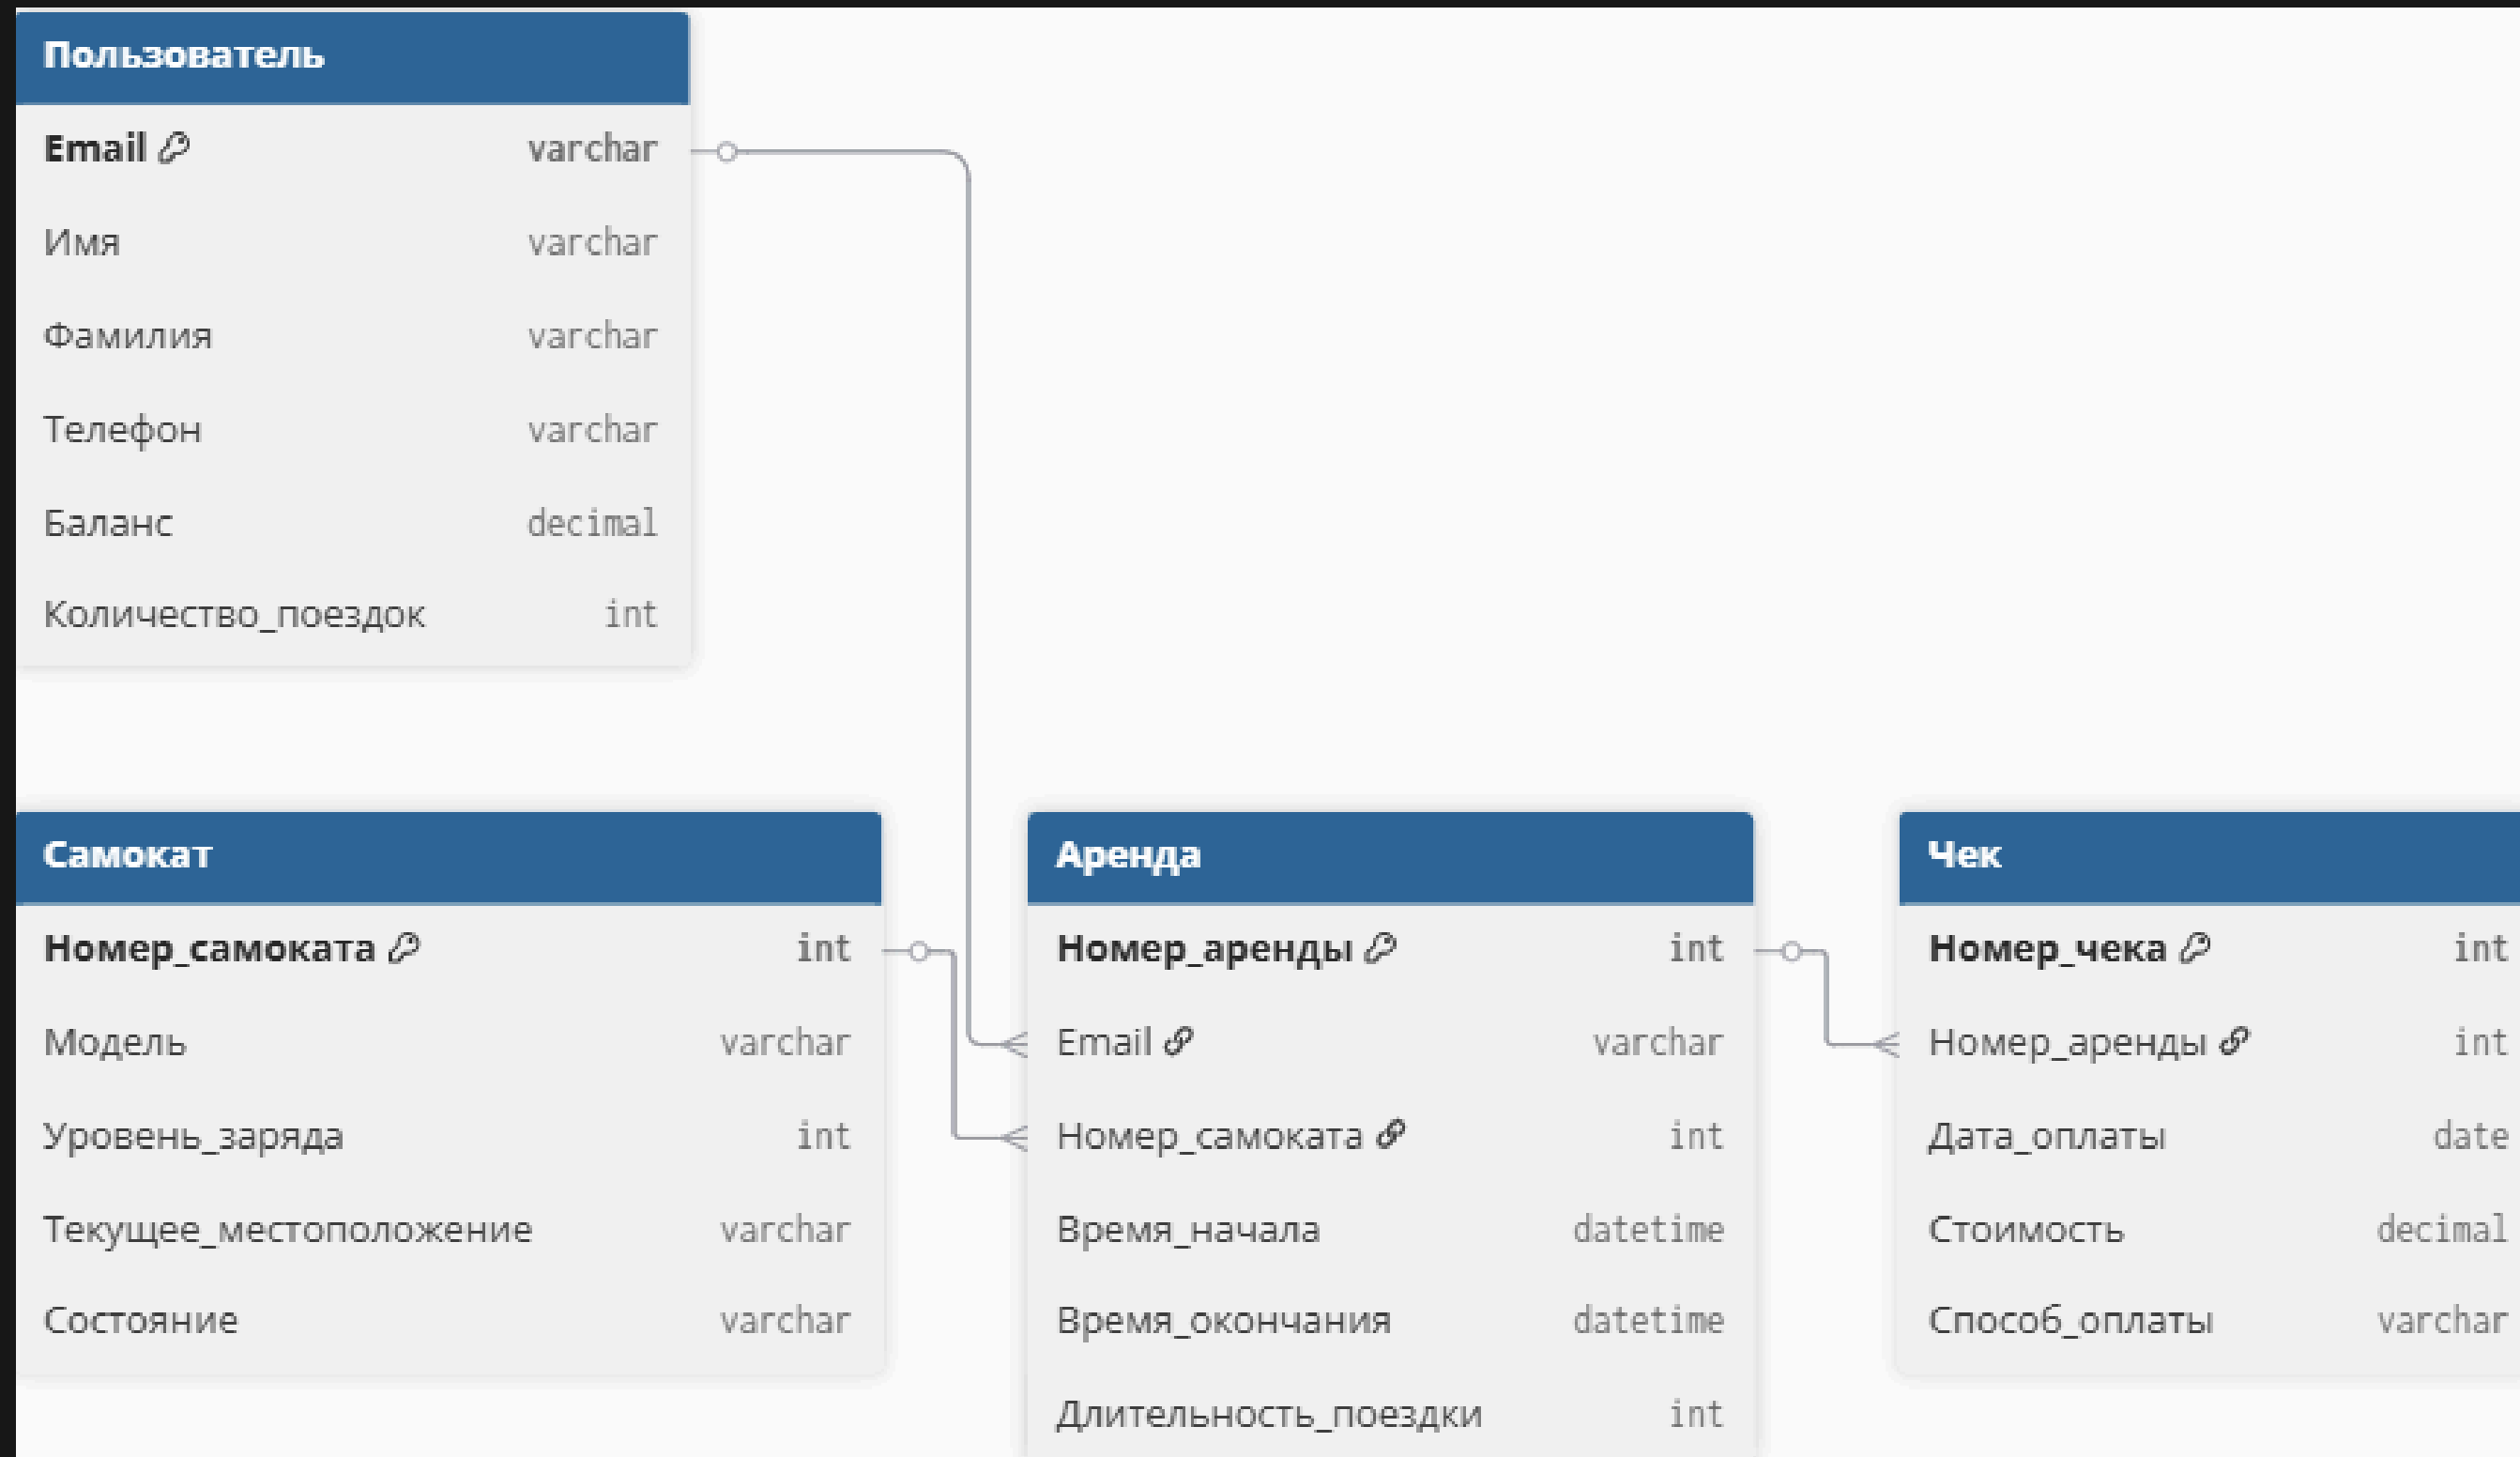 Пользователь
Email varchar
Имя varchar
Фамилия varchar
Телефон varchar
Баланс decimal
Количество_поездок int
Самокат
Номер_самоката int
Модель varchar
Уровень_заряда int
Текущее_местоположение varchar
Состояние varchar
Аренда
Номер_аренды int
Email varchar
Номер_самоката int
Время_начала datetime
Время_окончания datetime
Длительность_поездки int
Чек
Номер_чека int
Номер_аренды int
Дата_оплаты date
Стоимость decimal
Способ_оплаты varchar